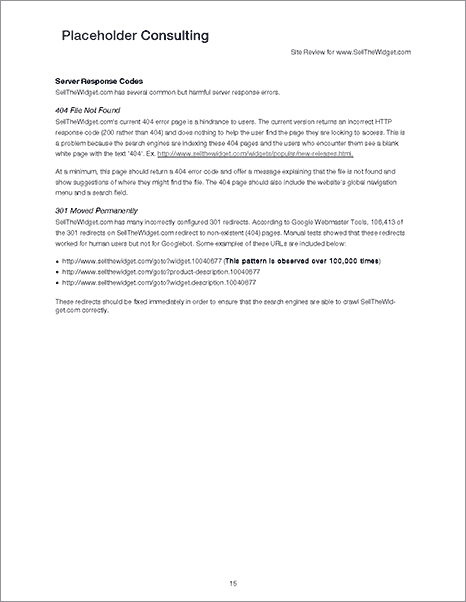 Placeholder Consulting
Site Review for www.SellTheWidget.com
Server Response Codes
SellTheWidget.com has several common but harmful server response errors.
404 File Not Found
SellTheWidget.com's current 404 error page is a hindrance to users. The current version returns an incorrect HTTP
response code (200 rather than 404) and does nothing to help the user find the page they are looking to access. This is
a problem because the search engines are indexing these 404 pages and the users who encounter them see a blank
white page with the text '404'. Ex. http://www.sellthewidget.com/widgets/popular/new-releases.html.
At a minimum, this page should return a 404 error code and offer a message explaining that the file is not found and
show suggestions of where they might find the file. The 404 page should also include the website's global navigation
menu and a search field.
301 Moved Permanently
SellTheWidget.com has many incorrectly configured 301 redirects. According to Google Webmaster Tools, 106,413 of
the 301 redirects on SellTheWidget.com redirect to non-existent (404) pages. Manual tests showed that these redirects
worked for human users but not for Googlebot. Some examples of these URLs are included below:
• http://www.sellthewidget.com/goto?widget.10040677 (This pattern is observed over 100,000 times)
• http://www.sellthewidget.com/goto?product-description.10040677
• http://www.sellthewidget.com/goto?widget.description.10040677
These redirects should be fixed immediately in order to ensure that the search engines are able to crawl SellTheWid-
get.com correctly.
15